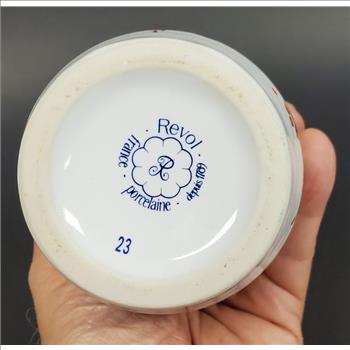 Revol
France
porcelaine
depuis 1789
R
23